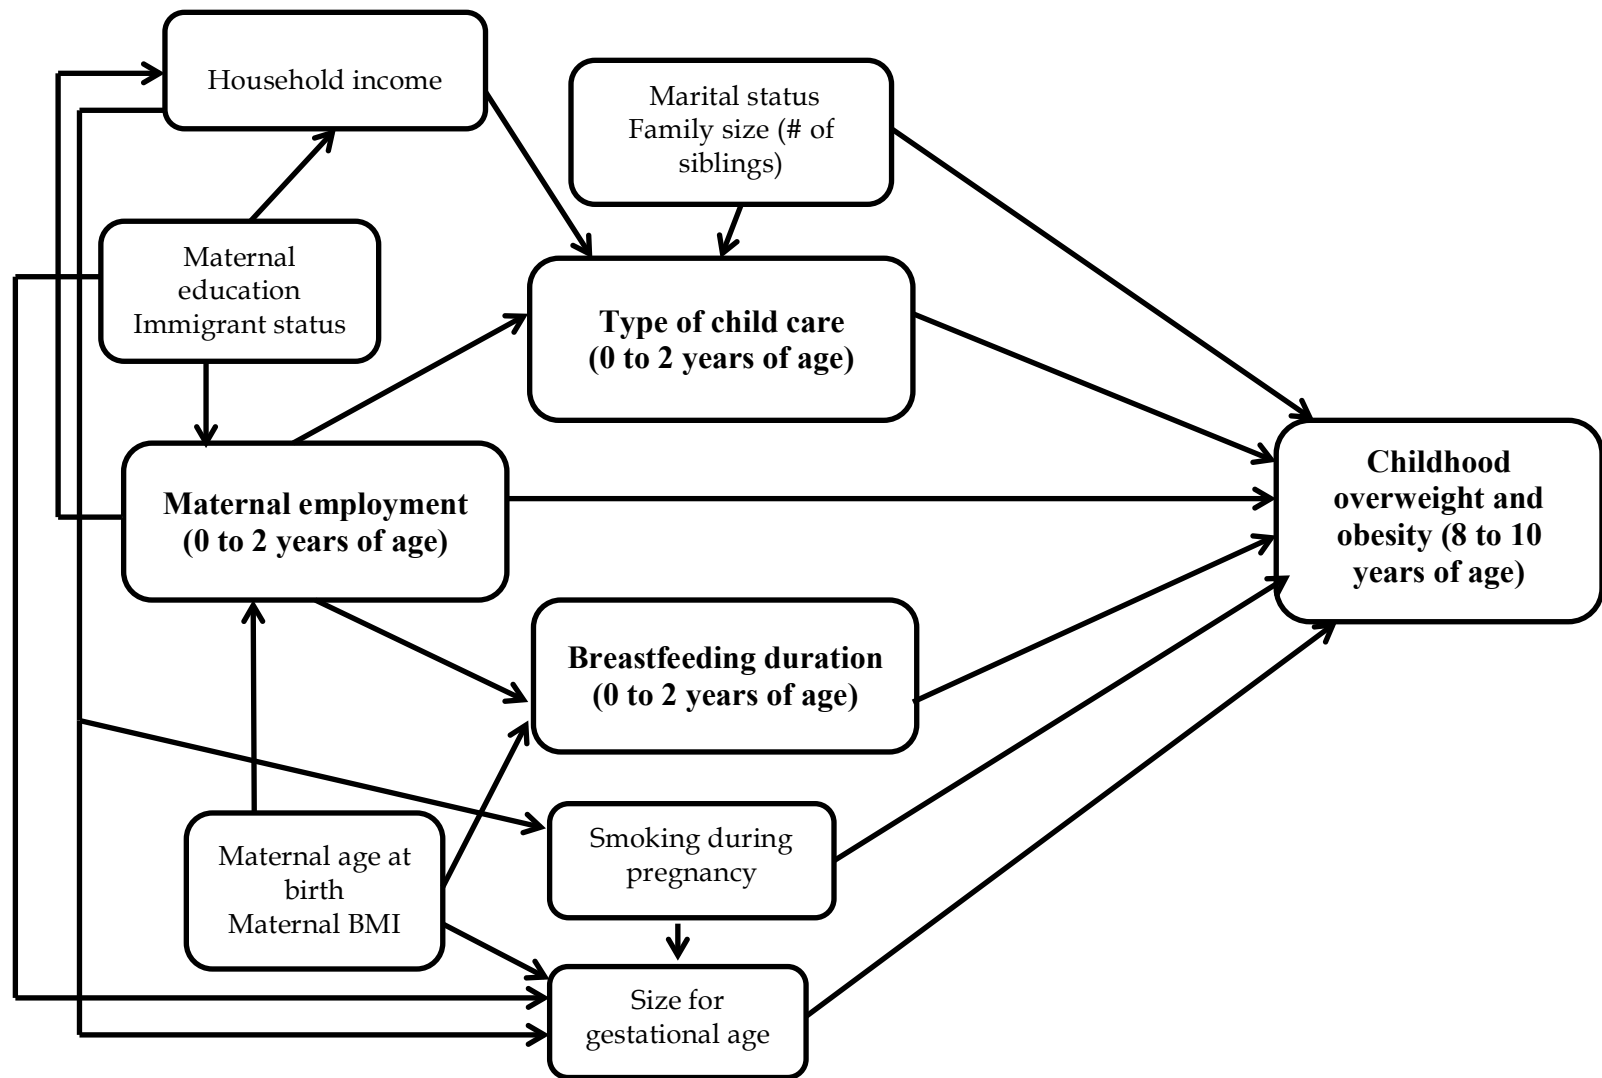 Household income
Marital status
Family size (# of
siblings)
Maternal
education
Immigrant status
Type of child care
(0 to 2 years of age)
Maternal employment
(0 to 2 years of age)
Childhood
overweight and
obesity (8 to 10
years of age)
Breastfeeding duration
(0 to 2 years of age)
Maternal age at
birth
Maternal BMI
Smoking during
pregnancy
Size for
gestational age